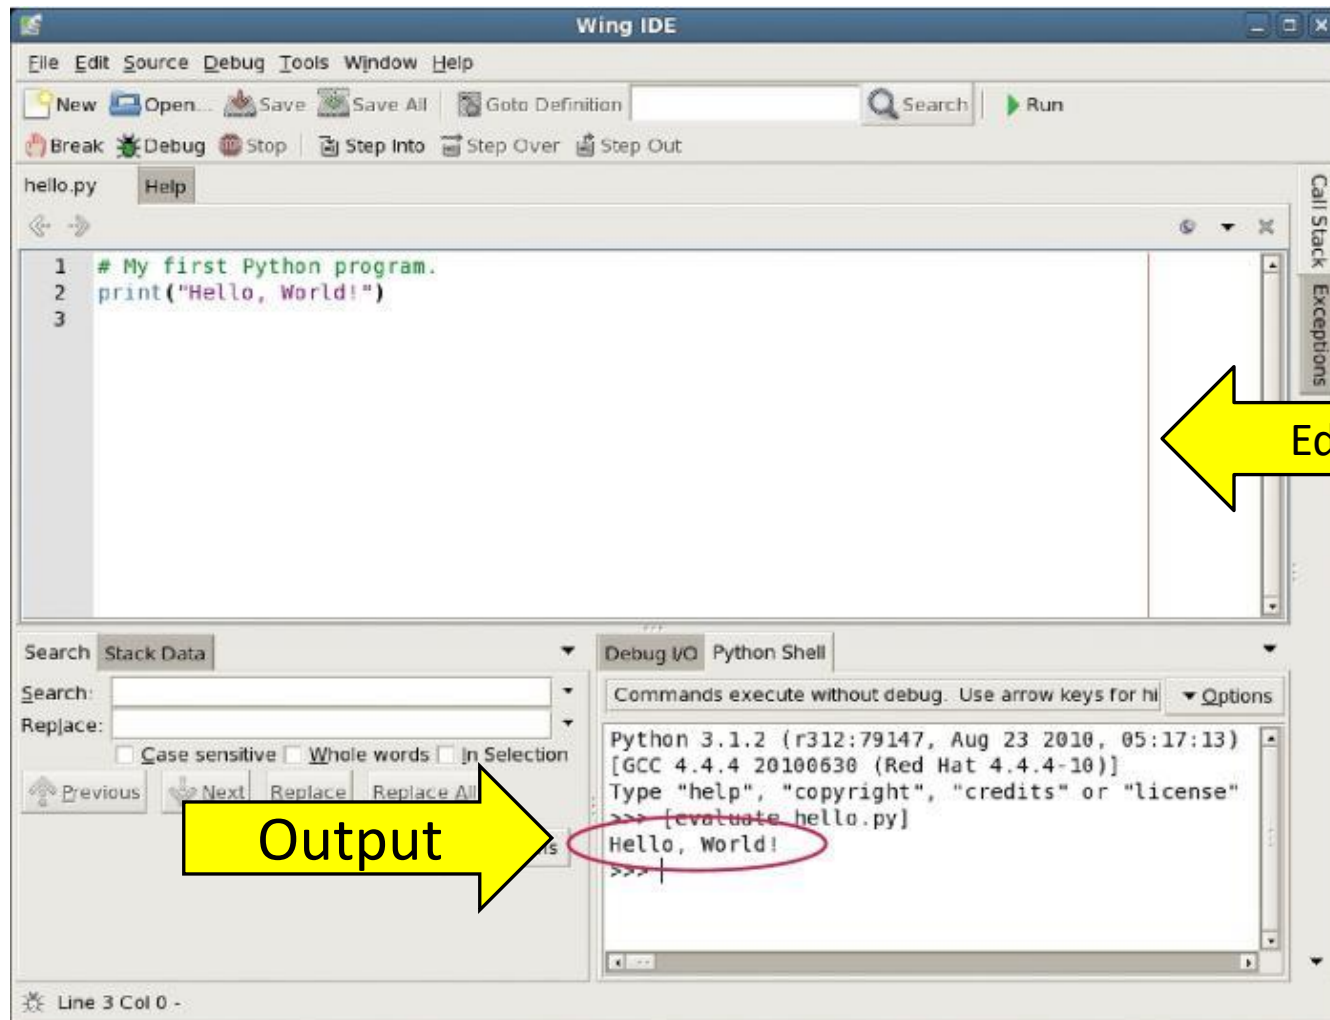 Wing IDE
File Edit Source Debug Tools Window Help
New Open... Save Save All Goto Definition Search Run
Break Debug Stop Step Into Step Over Step Out
hello.py Help
Call Stack
Exceptions
1 # My first Python program.
2 print("Hello, World!")
3
Ed
Search Stack Data
Search:
Replace:
Case sensitive Whole words In Selection
Previous Next Replace Replace All
Output
Debug I/O Python Shell
Commands execute without debug. Use arrow keys for hi Options
Python 3.1.2 (r312:79147, Aug 23 2010, 05:17:13)
[GCC 4.4.4 20100630 (Red Hat 4.4.4-10)]
Type "help", "copyright", "credits" or "license"
>>> [evaluate hello.py]
Hello, World!
>>>
Line 3 Col 0 -